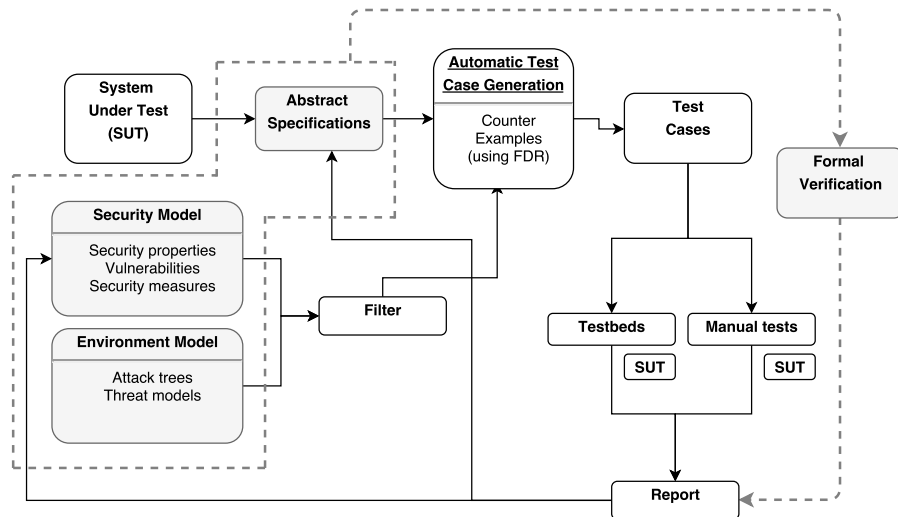 System
Under Test
(SUT)
Abstract
Specifications
Automatic Test
Case Generation
Counter
Examples
(using FDR)
Test
Cases
Formal
Verification
Security Model
Security properties
Vulnerabilities
Security measures
Filter
Environment Model
Attack trees
Threat models
Testbeds
SUT
Manual tests
SUT
Report